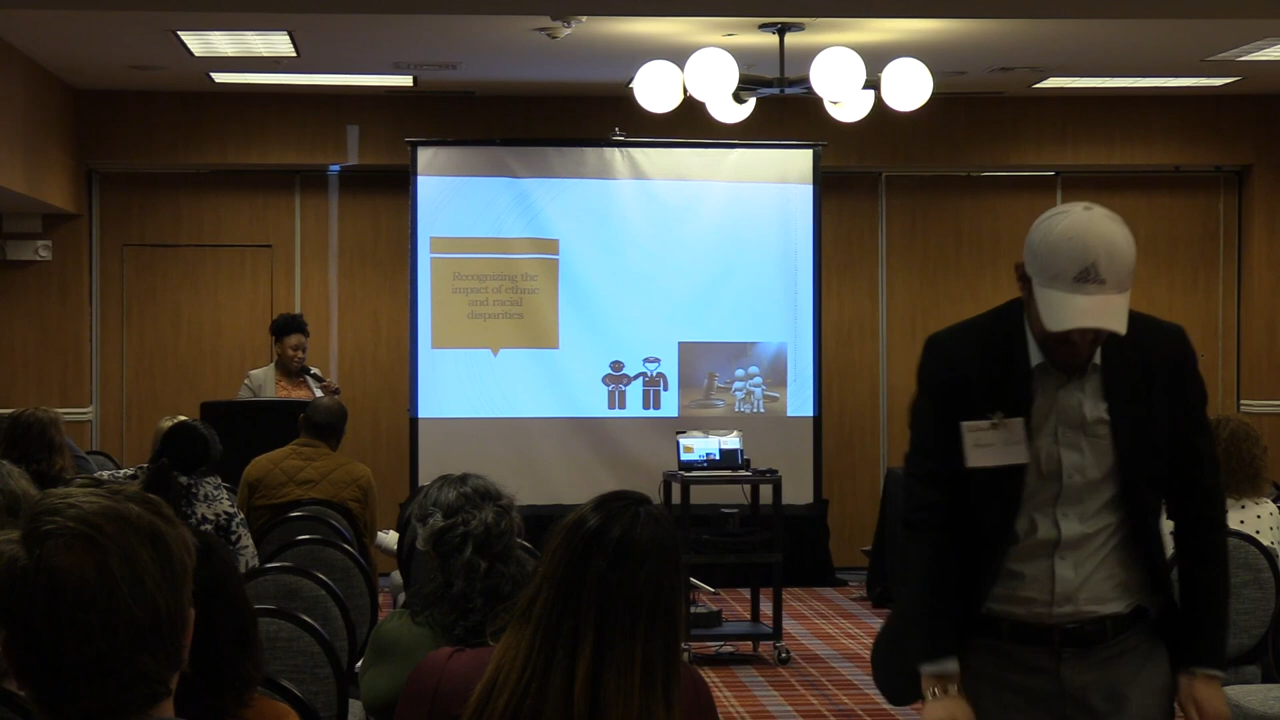 Recognizing the
impact of ethnic
and racial
disparities